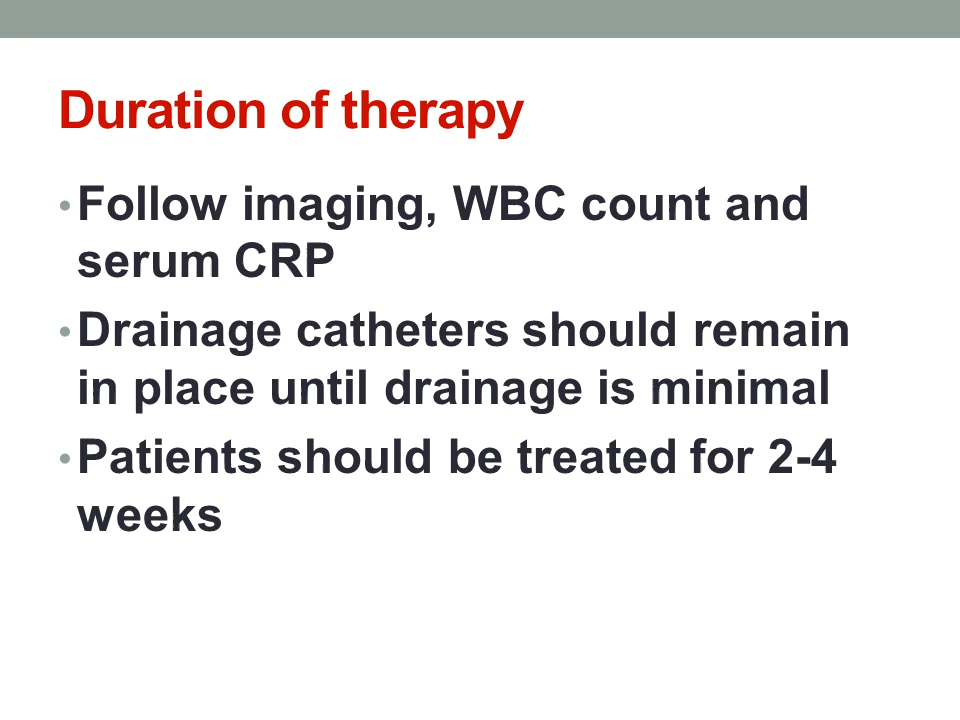 Duration of therapy
• Follow imaging, WBC count and
serum CRP
• Drainage catheters should remain
in place until drainage is minimal
• Patients should be treated for 2-4
weeks